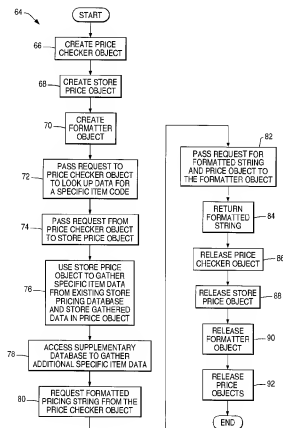 64
START
66
CREATE PRICE
CHECKER OBJECT
68
CREATE STORE
PRICE OBJECT
70
CREATE
FORMATTER
OBJECT
72
PASS REQUEST TO
PRICE CHECKER OBJECT
TO LOOK UP DATA FOR
A SPECIFIC ITEM CODE
74
PASS REQUEST FROM
PRICE CHECKER OBJECT
TO STORE PRICE OBJECT
76
USE STORE PRICE
OBJECT TO GATHER
SPECIFIC ITEM DATA
FROM EXISTING STORE
PRICING DATABASE
AND STORE GATHERED
DATA IN PRICE OBJECT
78
ACCESS SUPPLEMENTARY
DATABASE TO GATHER
ADDITIONAL SPECIFIC ITEM DATA
80
REQUEST FORMATTED
PRICING STRING FROM THE
PRICE CHECKER OBJECT
82
PASS REQUEST FOR
FORMATTED STRING
AND PRICE OBJECT TO
THE FORMATTER OBJECT
84
RETURN
FORMATTED
STRING
86
RELEASE PRICE
CHECKER OBJECT
88
RELEASE STORE
PRICE OBJECT
90
RELEASE
FORMATTER
OBJECT
92
RELEASE
PRICE
OBJECTS
END